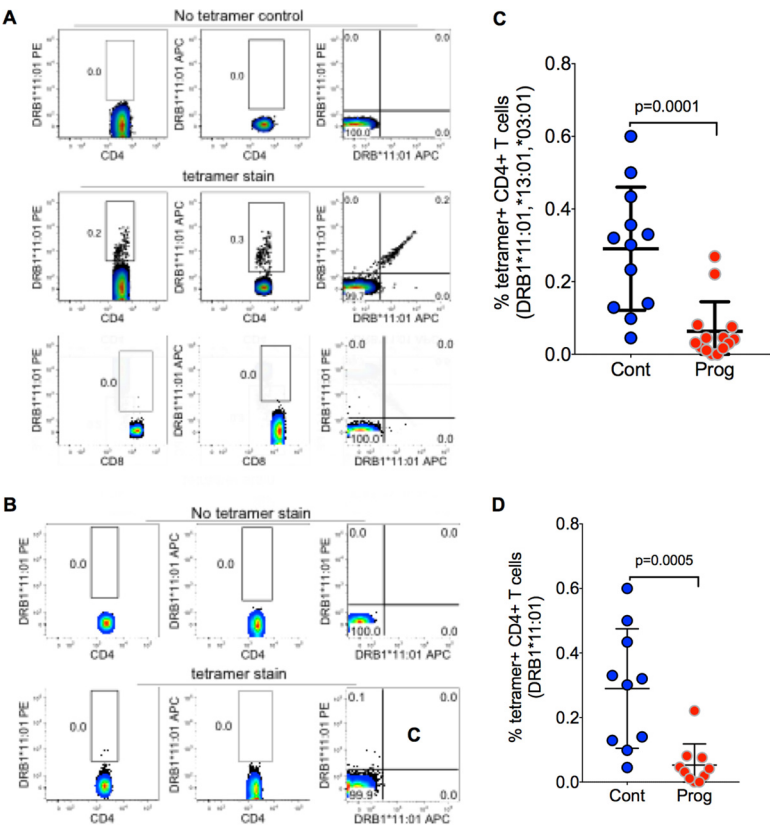 A
No tetramer control
DRB1*11:01 PE
0.0
CD4
DRB1*11:01 APC
0.0
CD4
DRB1*11:01 PE
0.0
0.0
100.0
0.0
DRB*11:01 APC
tetramer stain
DRB1*11:01 PE
0.2
CD4
DRB1*11:01 APC
0.3
CD4
DRB1*11:01 PE
0.0
0.2
99.7
0.0
DRB1*11:01 APC
DRB1*11:01 PE
0.0
CD8
DRB1*11:01 APC
0.0
CD8
DRB1*11:01 PE
0.0
0.0
100.0
0.0
DRB1*11:01 APC
B
No tetramer stain
DRB1*11:01 PE
0.0
CD4
DRB1*11:01 APC
0.0
CD4
DRB1*11:01 PE
0.0
0.0
100.0
0.0
DRB1*11:01 APC
tetramer stain
DRB1*11:01 PE
0.0
CD4
DRB1*11:01 APC
0.0
CD4
DRB1*11:01 PE
0.1
0.0
C
99.9
0.0
DRB1*11:01 APC
C
% tetramer+ CD4+ T cells
(DRB1*11:01,*13:01,*03:01)
0.8
0.6
0.4
0.2
0.0
p=0.0001
Cont
Prog
D
% tetramer+ CD4+ T cells
(DRB1*11:01)
0.8
0.6
0.4
0.2
0.0
p=0.0005
Cont
Prog